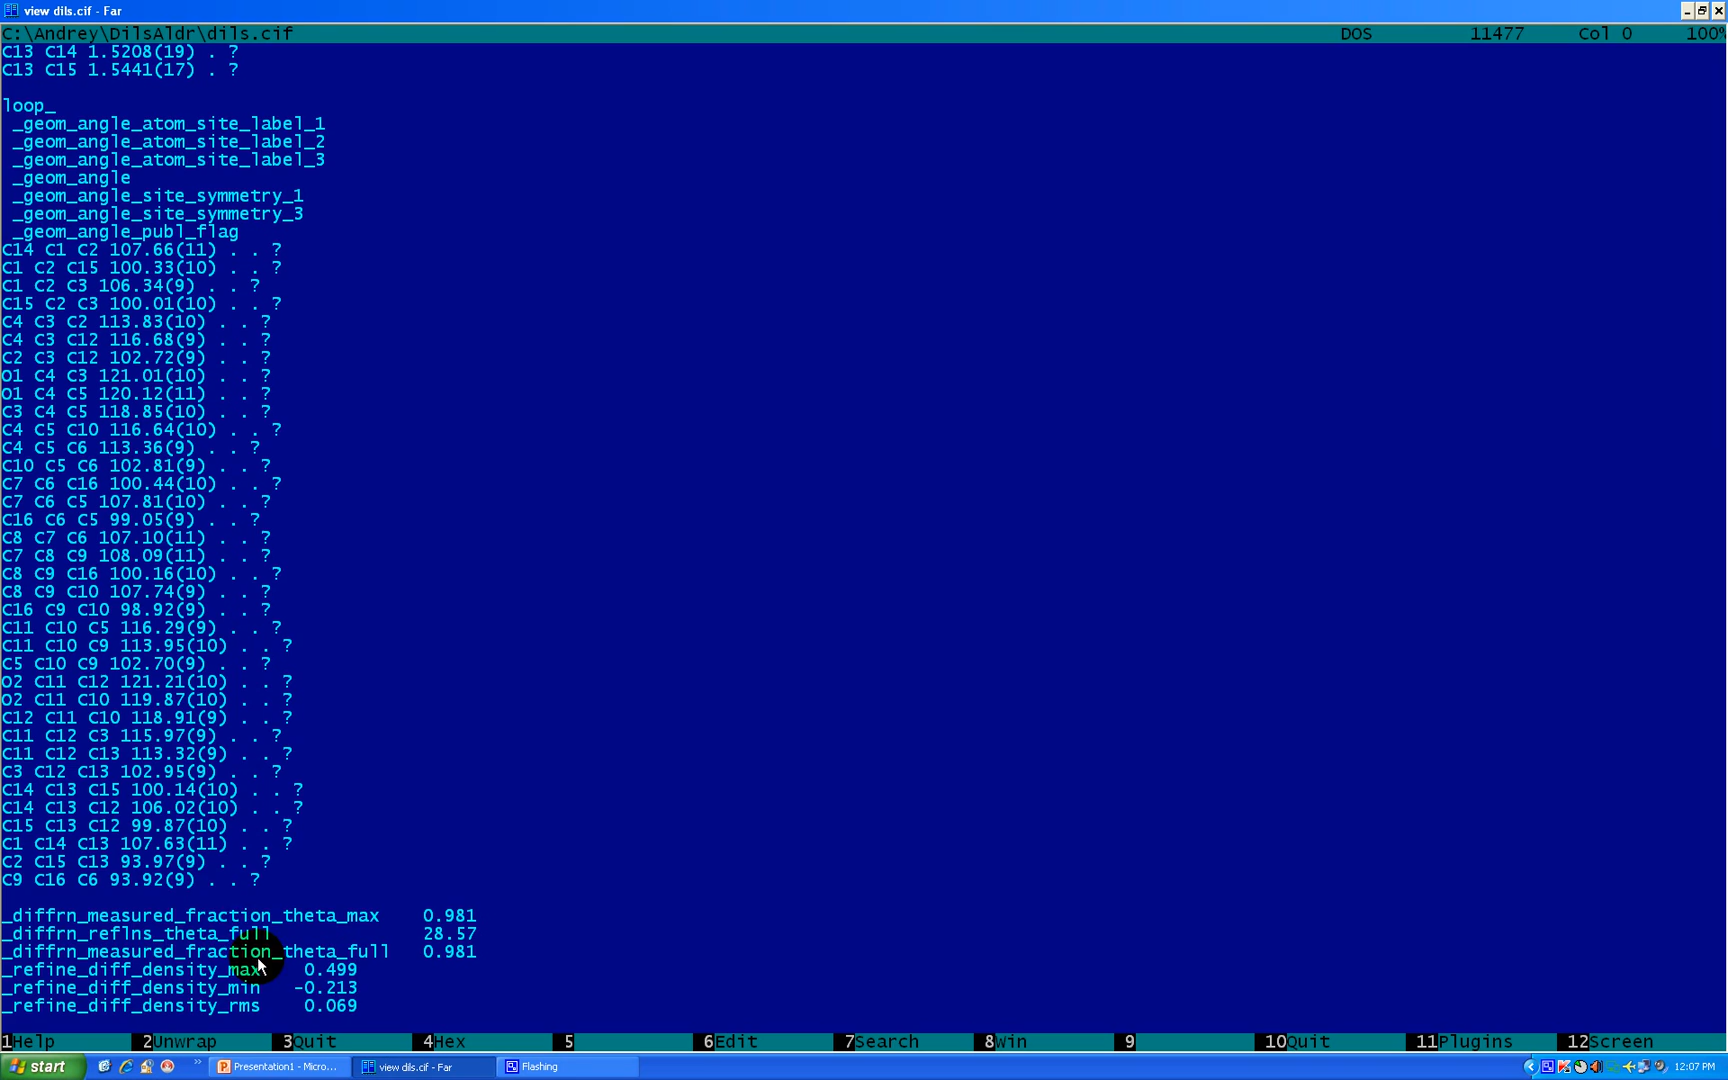 view dils.cif - Far
C:\Andrey\DilsAldr\dils.cif DOS 11477 Col 0 100%
C13 C14 1.5208(19) . ?
C13 C15 1.5441(17) . ?
loop_
_geom_angle_atom_site_label_1
_geom_angle_atom_site_label_2
_geom_angle_atom_site_label_3
_geom_angle
_geom_angle_site_symmetry_1
_geom_angle_site_symmetry_3
_geom_angle_publ_flag
C14 C1 C2 107.66(11) . . ?
C1 C2 C15 100.33(10) . . ?
C1 C2 C3 106.34(9) . . ?
C15 C2 C3 100.01(10) . . ?
C4 C3 C2 113.83(10) . . ?
C4 C3 C12 116.68(9) . . ?
C2 C3 C12 102.72(9) . . ?
O1 C4 C3 121.01(10) . . ?
O1 C4 C5 120.12(11) . . ?
C3 C4 C5 118.85(10) . . ?
C4 C5 C10 116.64(10) . . ?
C4 C5 C6 113.36(9) . . ?
C10 C5 C6 102.81(9) . . ?
C7 C6 C16 100.44(10) . . ?
C7 C6 C5 107.81(10) . . ?
C16 C6 C5 99.05(9) . . ?
C8 C7 C6 107.10(11) . . ?
C7 C8 C9 108.09(11) . . ?
C8 C9 C16 100.16(10) . . ?
C8 C9 C10 107.74(9) . . ?
C16 C9 C10 98.92(9) . . ?
C11 C10 C5 116.29(9) . . ?
C11 C10 C9 113.95(10) . . ?
C5 C10 C9 102.70(9) . . ?
O2 C11 C12 121.21(10) . . ?
O2 C11 C10 119.87(10) . . ?
C12 C11 C10 118.91(9) . . ?
C11 C12 C3 115.97(9) . . ?
C11 C12 C13 113.32(9) . . ?
C3 C12 C13 102.95(9) . . ?
C14 C13 C15 100.14(10) . . ?
C14 C13 C12 106.02(10) . . ?
C15 C13 C12 99.87(10) . . ?
C1 C14 C13 107.63(11) . . ?
C2 C15 C13 93.97(9) . . ?
C9 C16 C6 93.92(9) . . ?
_diffrn_measured_fraction_theta_max 0.981
_diffrn_reflns_theta_full 28.57
_diffrn_measured_fraction_theta_full 0.981
_refine_diff_density_max 0.499
_refine_diff_density_min -0.213
_refine_diff_density_rms 0.069
1Help 2Unwrap 3Quit 4Hex 5 6Edit 7Search 8Win 9 10Quit 11Plugins 12Screen
start Presentation1 - Micro... view dils.cif - Far Flashing 12:07 PM